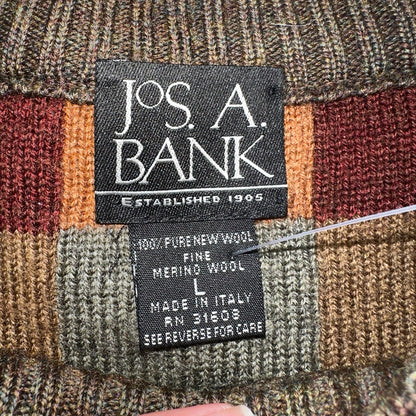 JOS. A.
BANK
ESTABLISHED 1905
100% PURE NEW WOOL
FINE
MERINO WOOL
L
MADE IN ITALY
RN 31603
SEE REVERSE FOR CARE